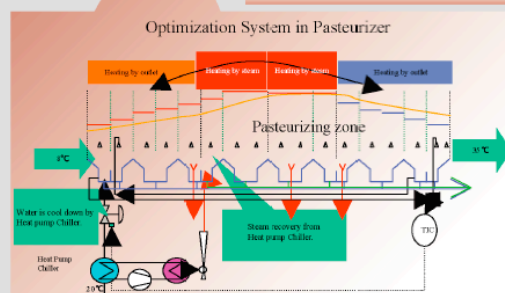 Optimization System in Pasteurizer
Heating by outlet
Heating by steam
Heating by steam
Heating by outlet
Pasteurizing zone
35℃
Water is cool down by
Heat pump Chiller.
Steam recovery from
Heat pump Chiller.
TIC
Heat Pump
Chiller
20℃